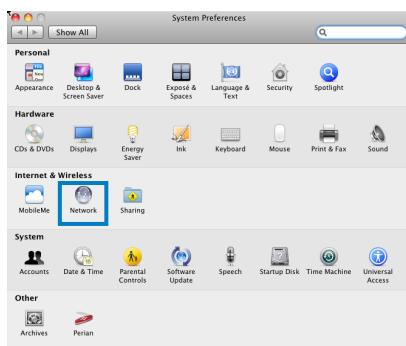 System Preferences
Show All
Personal
Appearance Desktop & Screen Saver Dock Exposé & Spaces Language & Text Security Spotlight
Hardware
CDs & DVDs Displays Energy Saver Ink Keyboard Mouse Print & Fax Sound
Internet & Wireless
MobileMe Network Sharing
System
Accounts Date & Time Parental Controls Software Update Speech Startup Disk Time Machine Universal Access
Other
Archives Perian